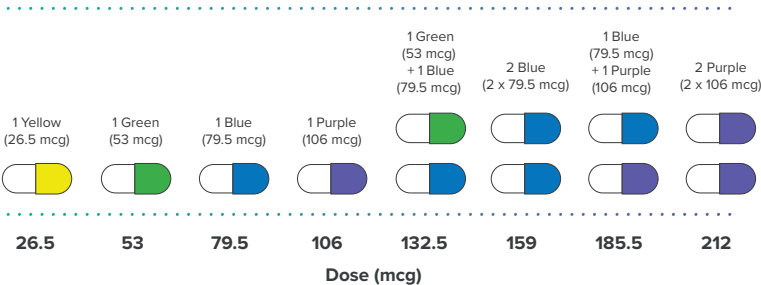 1 Yellow
(26.5 mcg)
1 Green
(53 mcg)
1 Blue
(79.5 mcg)
1 Purple
(106 mcg)
1 Green
(53 mcg)
+ 1 Blue
(79.5 mcg)
2 Blue
(2 x 79.5 mcg)
1 Blue
(79.5 mcg)
+ 1 Purple
(106 mcg)
2 Purple
(2 x 106 mcg)
26.5 53 79.5 106 132.5 159 185.5 212
Dose (mcg)